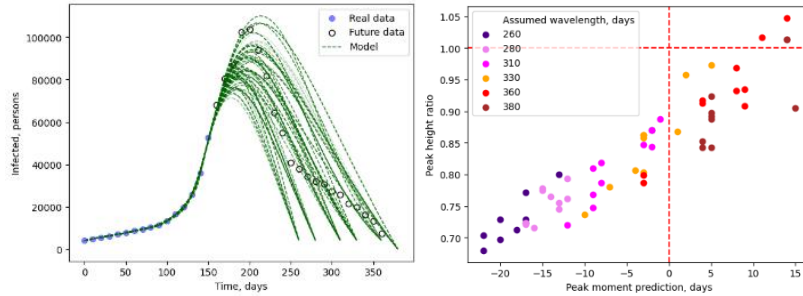 Real data
Future data
Model
100000
80000
60000
40000
20000
0
Infected, persons
0 50 100 150 200 250 300 350
Time, days
Assumed wavelength, days
260
280
310
330
360
380
1.05
1.00
0.95
0.90
0.85
0.80
0.75
0.70
Peak height ratio
−20 −15 −10 −5 0 5 10 15
Peak moment prediction, days